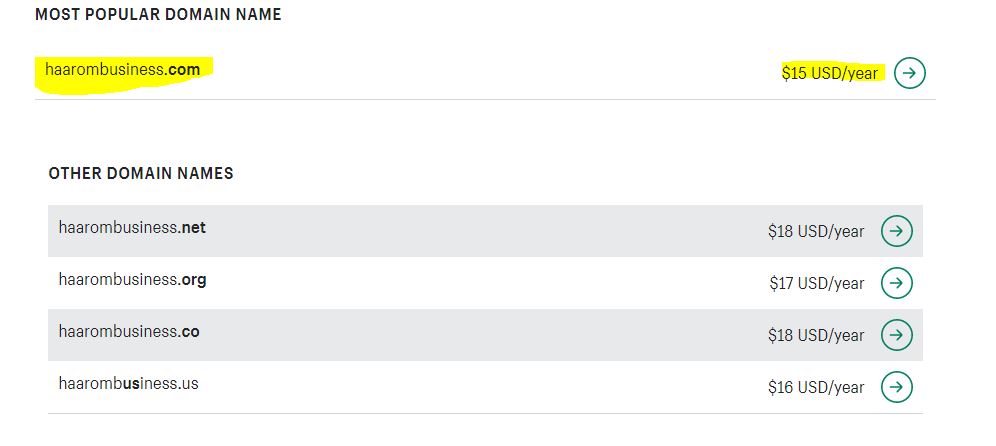 MOST POPULAR DOMAIN NAME
haarombusiness.com $15 USD/year
OTHER DOMAIN NAMES
haarombusiness.net $18 USD/year
haarombusiness.org $17 USD/year
haarombusiness.co $18 USD/year
haarombusiness.us $16 USD/year